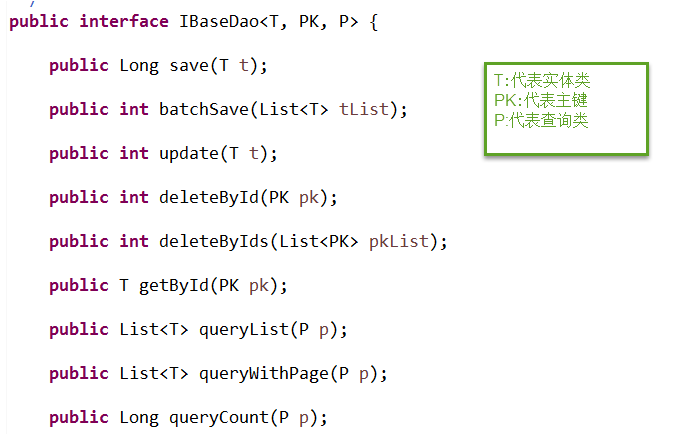 public interface IBaseDao<T, PK, P> {
public Long save(T t);
public int batchSave(List<T> tList);
public int update(T t);
public int deleteById(PK pk);
public int deleteByIds(List<PK> pkList);
public T getById(PK pk);
public List<T> queryList(P p);
public List<T> queryWithPage(P p);
public Long queryCount(P p);
T:代表实体类
PK:代表主键
P:代表查询类